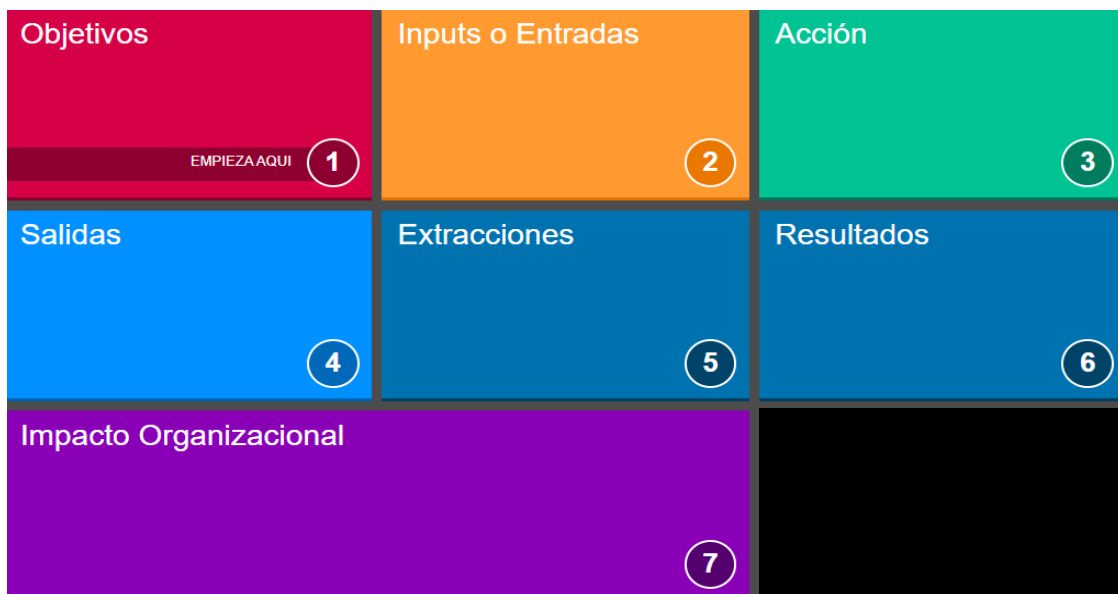 Objetivos
EMPIEZA AQUI
1
Inputs o Entradas
2
Acción
3
Salidas
4
Extracciones
5
Resultados
6
Impacto Organizacional
7